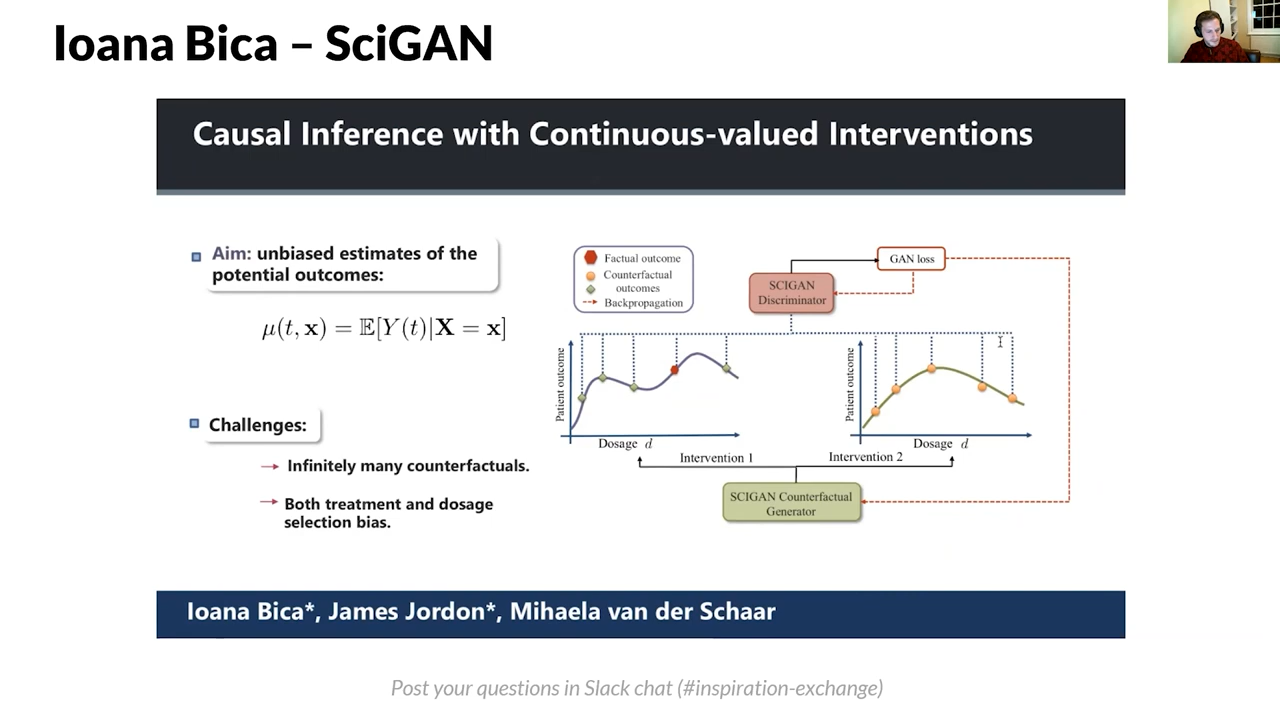 Ioana Bica – SciGAN
Causal Inference with Continuous-valued Interventions
Aim: unbiased estimates of the
potential outcomes:
μ(t, x) = 𝔼[Y(t)|X = x]
Challenges:
Infinitely many counterfactuals.
Both treatment and dosage
selection bias.
Factual outcome
Counterfactual
outcomes
Backpropagation
SCIGAN
Discriminator
GAN loss
Patient outcome
Dosage d
Intervention 1
Patient outcome
Dosage d
Intervention 2
SCIGAN Counterfactual
Generator
Ioana Bica*, James Jordon*, Mihaela van der Schaar
Post your questions in Slack chat (#inspiration-exchange)